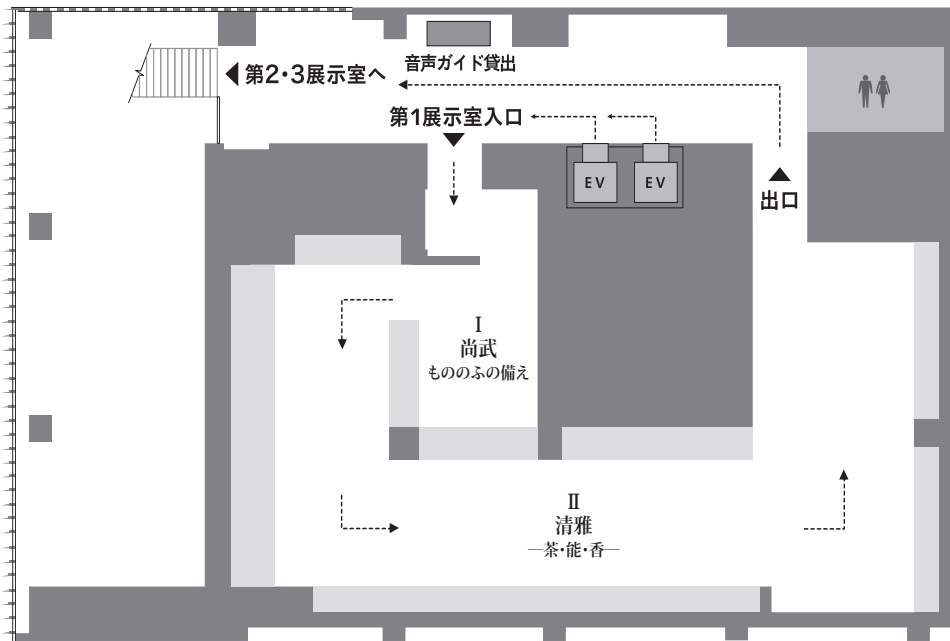 音声ガイド貸出
第2・3展示室へ
第1展示室入口
EV
EV
出口
Ⅰ
尚武
もののふの備え
Ⅱ
清雅
―茶・能・香―